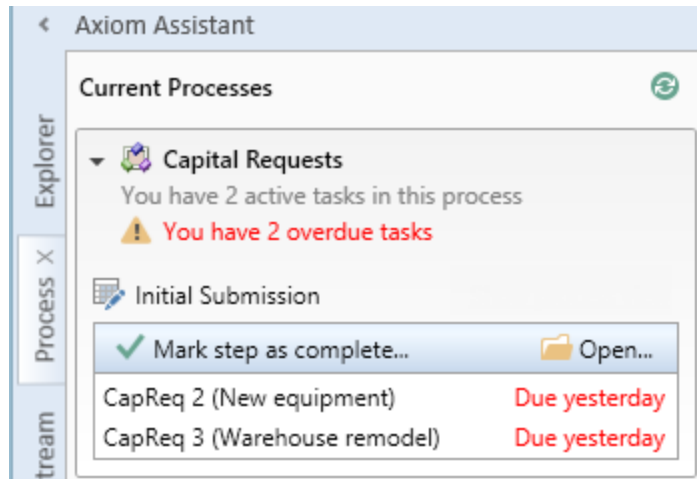 Axiom Assistant
Current Processes
Explorer
Process X
tream
Capital Requests
You have 2 active tasks in this process
You have 2 overdue tasks
Initial Submission
Mark step as complete... Open...
CapReq 2 (New equipment) Due yesterday
CapReq 3 (Warehouse remodel) Due yesterday